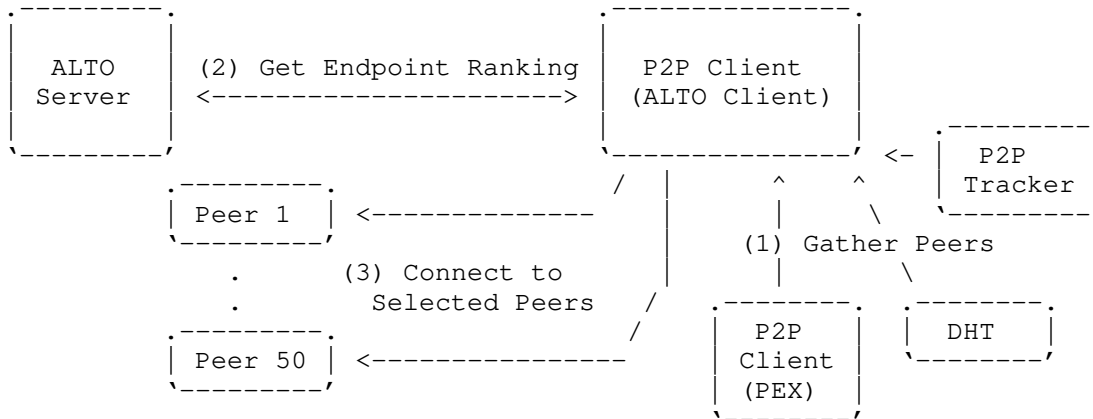 ALTO
Server
(2) Get Endpoint Ranking
P2P Client
(ALTO Client)
P2P
Tracker
Peer 1
(1) Gather Peers
(3) Connect to
Selected Peers
Peer 50
P2P
Client
(PEX)
DHT